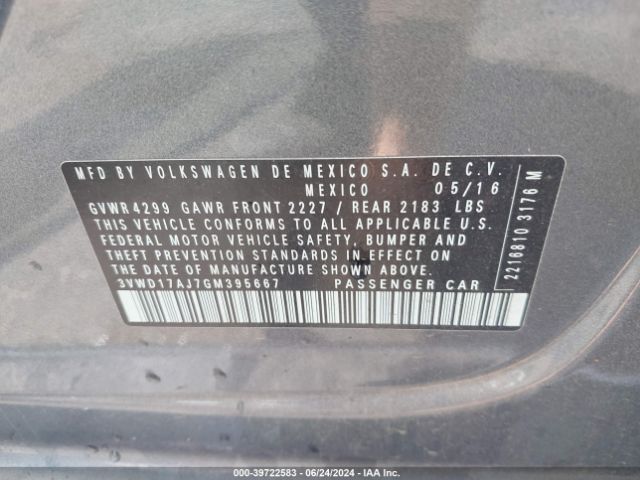 MFD BY VOLKSWAGEN DE MEXICO S.A. DE C.V.
MEXICO 05/16
GVWR 4299 GAWR FRONT 2227 / REAR 2183 LBS
THIS VEHICLE CONFORMS TO ALL APPLICABLE U.S.
FEDERAL MOTOR VEHICLE SAFETY, BUMPER AND
THEFT PREVENTION STANDARDS IN EFFECT ON
THE DATE OF MANUFACTURE SHOWN ABOVE.
3VWD17AJ7GM395667 PASSENGER CAR
2216810 3176 M
000-39722583 - 06/24/2024 - IAA Inc.